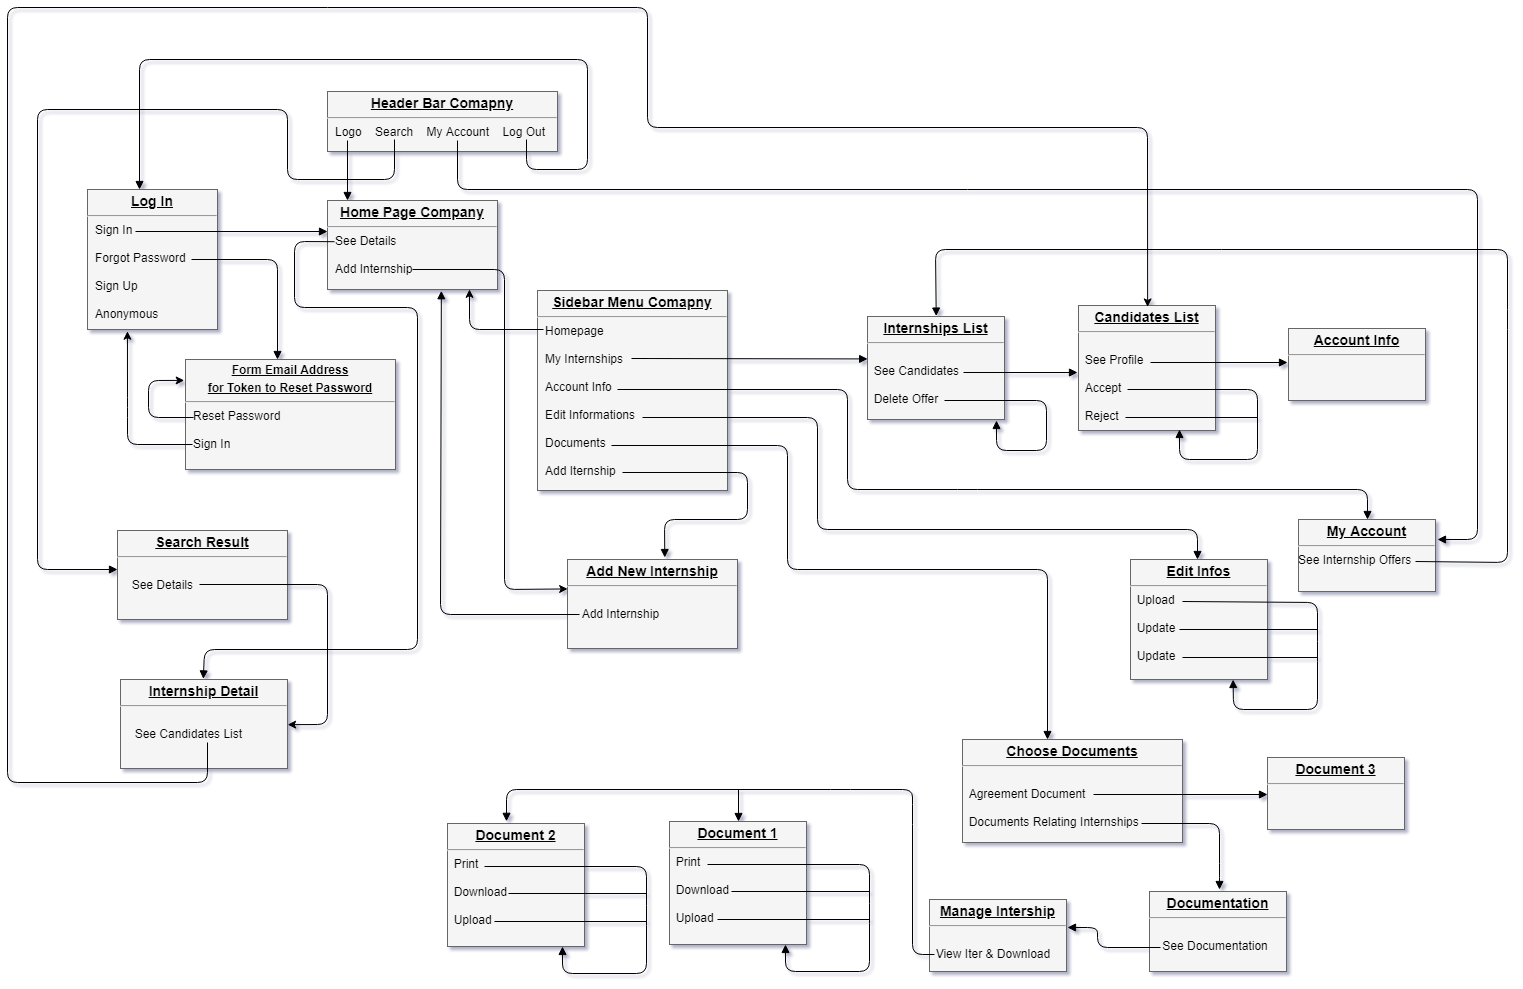 Header Bar Comapny
Logo Search My Account Log Out
Log In
Sign In
Forgot Password
Sign Up
Anonymous
Home Page Company
See Details
Add Internship
Form Email Address
for Token to Reset Password
Reset Password
Sign In
Sidebar Menu Comapny
Homepage
My Internships
Account Info
Edit Informations
Documents
Add Iternship
Internships List
See Candidates
Delete Offer
Candidates List
See Profile
Accept
Reject
Account Info
Search Result
See Details
Add New Internship
Add Internship
My Account
See Internship Offers
Edit Infos
Upload
Update
Update
Internship Detail
See Candidates List
Choose Documents
Agreement Document
Documents Relating Internships
Document 3
Document 2
Print
Download
Upload
Document 1
Print
Download
Upload
Manage Intership
View Iter & Download
Documentation
See Documentation